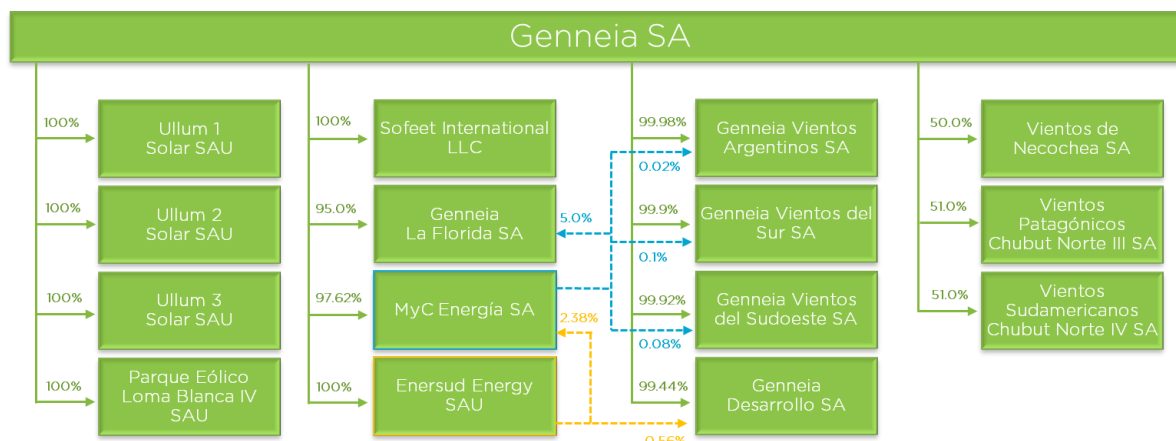 Genneia SA
100%
Ullum 1
Solar SAU
100%
Ullum 2
Solar SAU
100%
Ullum 3
Solar SAU
100%
Parque Eólico
Loma Blanca IV
SAU
100%
Sofeet International
LLC
95.0%
Genneia
La Florida SA
5.0%
97.62%
MyC Energía SA
2.38%
100%
Enersud Energy
SAU
99.98%
Genneia Vientos
Argentinos SA
0.02%
99.9%
Genneia Vientos del
Sur SA
0.1%
99.92%
Genneia Vientos
del Sudoeste SA
0.08%
99.44%
Genneia
Desarrollo SA
0.56%
50.0%
Vientos de
Necochea SA
51.0%
Vientos
Patagónicos
Chubut Norte III SA
51.0%
Vientos
Sudamericanos
Chubut Norte IV SA